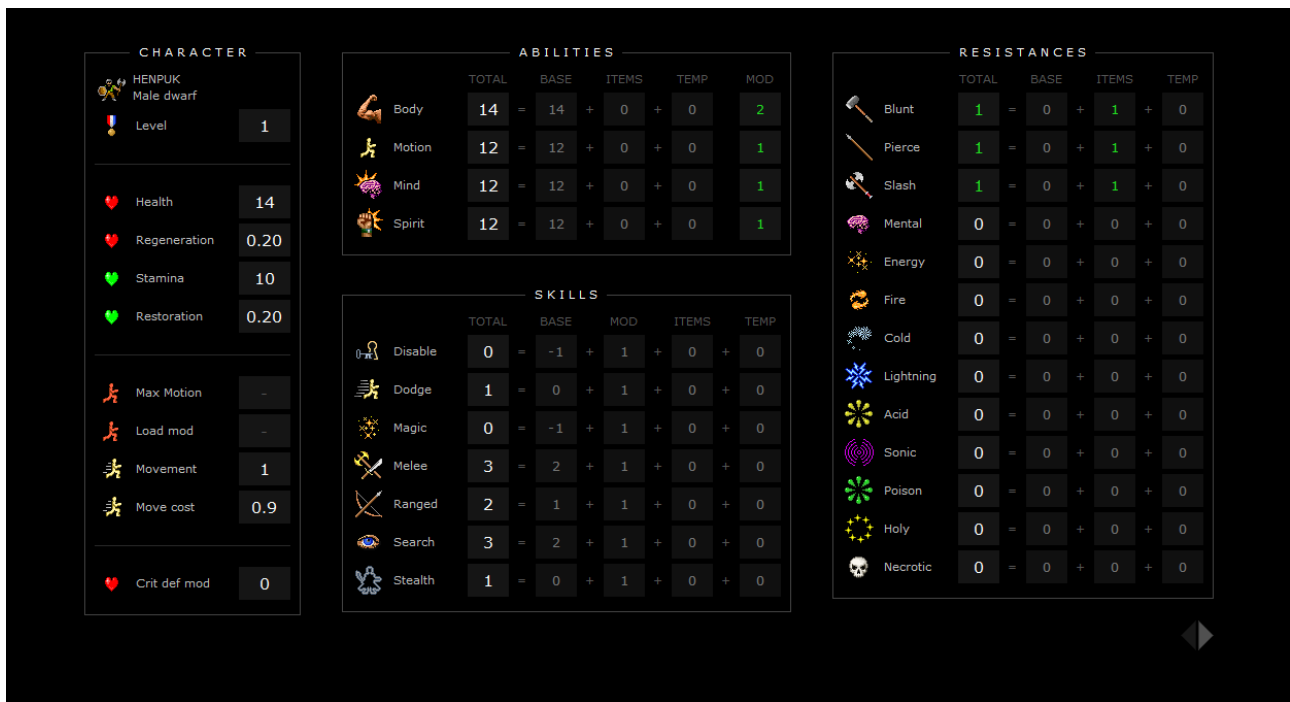 CHARACTER
HENPUK
Male dwarf
Level 1
Health 14
Regeneration 0.20
Stamina 10
Restoration 0.20
Max Motion -
Load mod -
Movement 1
Move cost 0.9
Crit def mod 0
ABILITIES
TOTAL BASE ITEMS TEMP MOD
Body 14 = 14 + 0 + 0 2
Motion 12 = 12 + 0 + 0 1
Mind 12 = 12 + 0 + 0 1
Spirit 12 = 12 + 0 + 0 1
SKILLS
TOTAL BASE MOD ITEMS TEMP
Disable 0 = -1 + 1 + 0 + 0
Dodge 1 = 0 + 1 + 0 + 0
Magic 0 = -1 + 1 + 0 + 0
Melee 3 = 2 + 1 + 0 + 0
Ranged 2 = 1 + 1 + 0 + 0
Search 3 = 2 + 1 + 0 + 0
Stealth 1 = 0 + 1 + 0 + 0
RESISTANCES
TOTAL BASE ITEMS TEMP
Blunt 1 = 0 + 1 + 0
Pierce 1 = 0 + 1 + 0
Slash 1 = 0 + 1 + 0
Mental 0 = 0 + 0 + 0
Energy 0 = 0 + 0 + 0
Fire 0 = 0 + 0 + 0
Cold 0 = 0 + 0 + 0
Lightning 0 = 0 + 0 + 0
Acid 0 = 0 + 0 + 0
Sonic 0 = 0 + 0 + 0
Poison 0 = 0 + 0 + 0
Holy 0 = 0 + 0 + 0
Necrotic 0 = 0 + 0 + 0